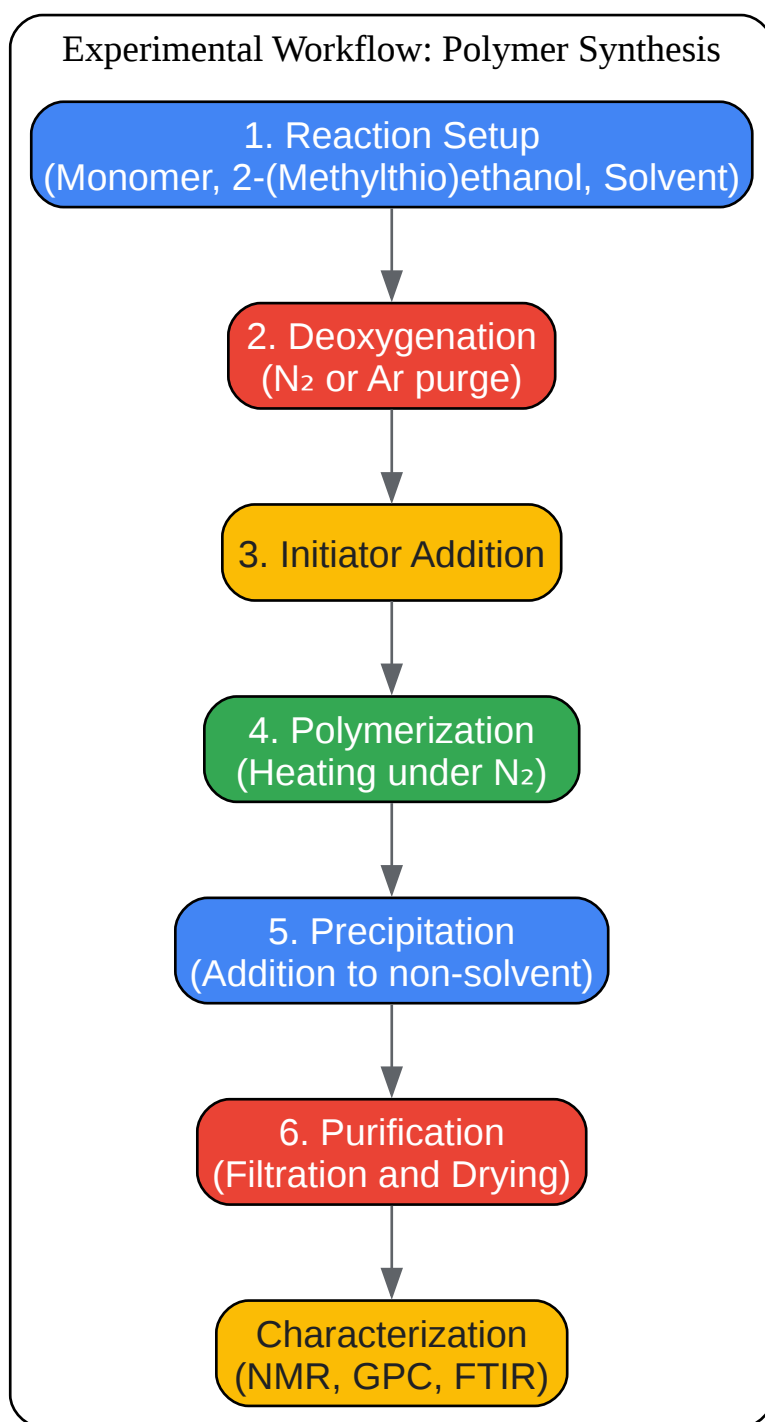 Experimental Workflow: Polymer Synthesis
1. Reaction Setup
(Monomer, 2-(Methylthio)ethanol, Solvent)
2. Deoxygenation
(N₂ or Ar purge)
3. Initiator Addition
4. Polymerization
(Heating under N₂)
5. Precipitation
(Addition to non-solvent)
6. Purification
(Filtration and Drying)
Characterization
(NMR, GPC, FTIR)